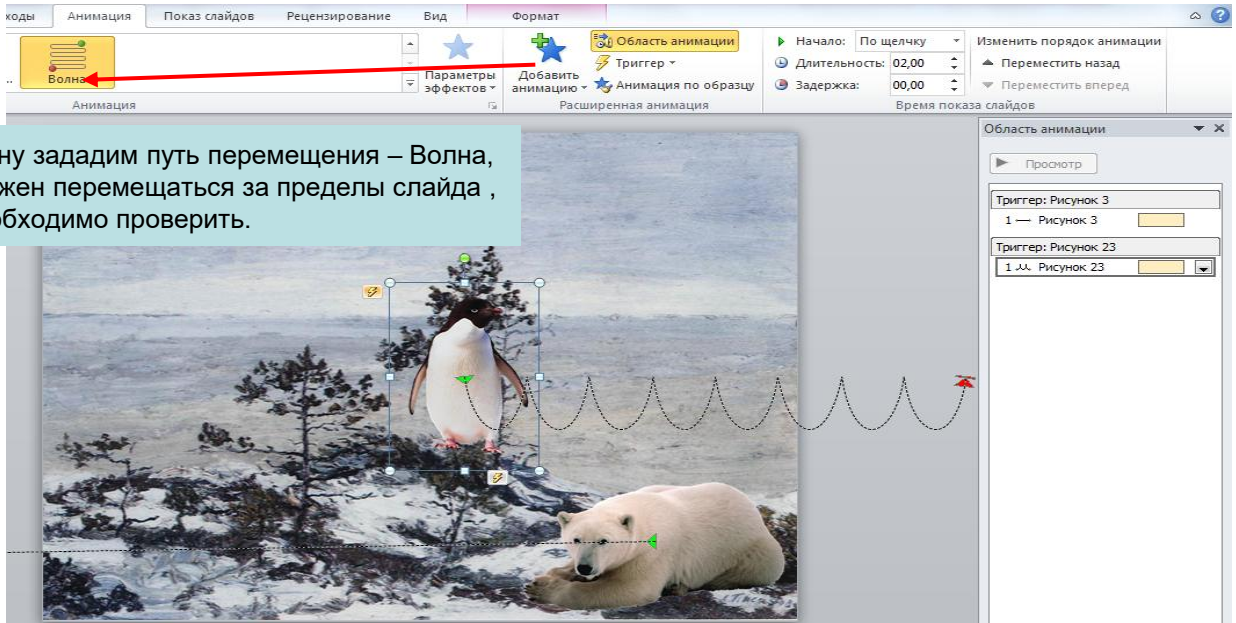 ходы Анимация Показ слайдов Рецензирование Вид Формат
Волна
Параметры эффектов
Добавить анимацию
Область анимации
Триггер
Анимация по образцу
Начало: По щелчку
Длительность: 02,00
Задержка: 00,00
Изменить порядок анимации
Переместить назад
Переместить вперед
Анимация Расширенная анимация Время показа слайдов
ну зададим путь перемещения – Волна,
жен перемещаться за пределы слайда ,
обходимо проверить.
Область анимации
Просмотр
Триггер: Рисунок 3
1 Рисунок 3
Триггер: Рисунок 23
1 Рисунок 23